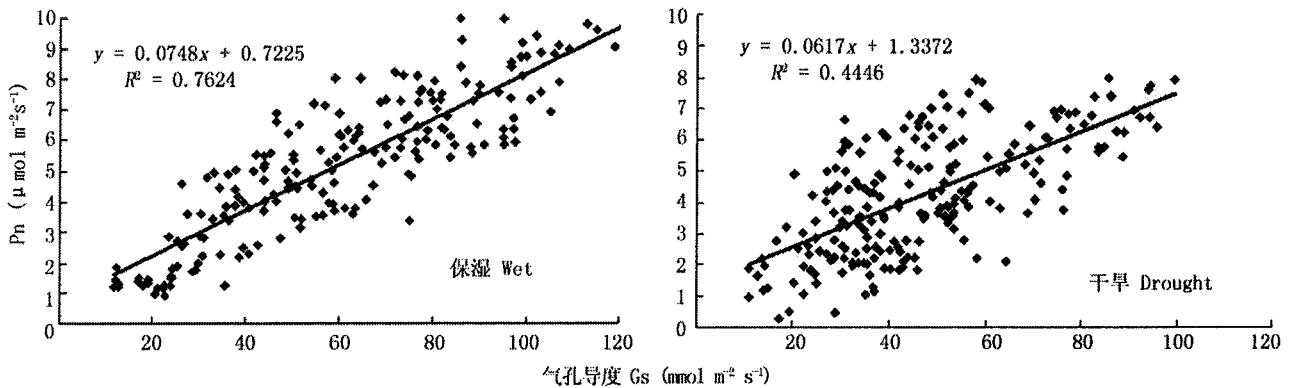 10
9
8
7
6
5
4
3
2
1
0
Pn (μmol m⁻²s⁻¹)
y = 0.0748x + 0.7225
R² = 0.7624
保湿 Wet
20 40 60 80 100 120
10
9
8
7
6
5
4
3
2
1
0
y = 0.0617x + 1.3372
R² = 0.4446
干旱 Drought
20 40 60 80 100 120
气孔导度 Gs (mmol m⁻² s⁻¹)